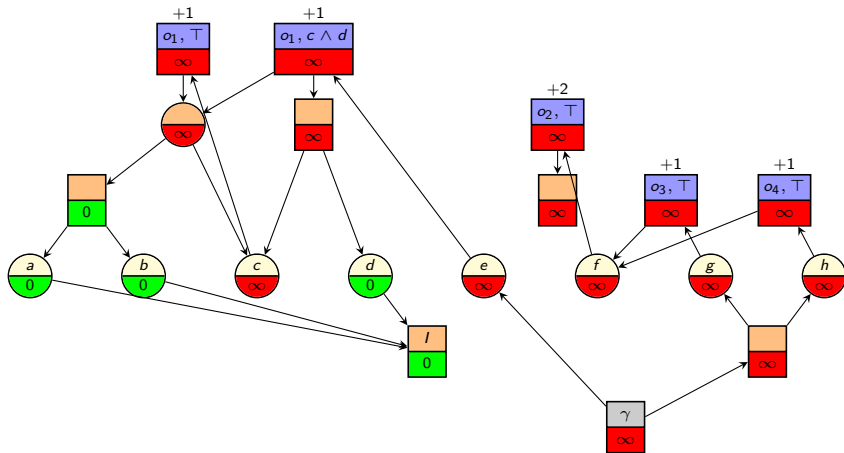 +1 +1
o₁, ⊤ o₁, c ∧ d
∞ ∞
+2
o₂, ⊤
∞ ∞ ∞
+1 +1
o₃, ⊤ o₄, ⊤
0 ∞ ∞ ∞
a b c d e f g h
0 0 ∞ 0 ∞ ∞ ∞ ∞
I
0 ∞
γ
∞